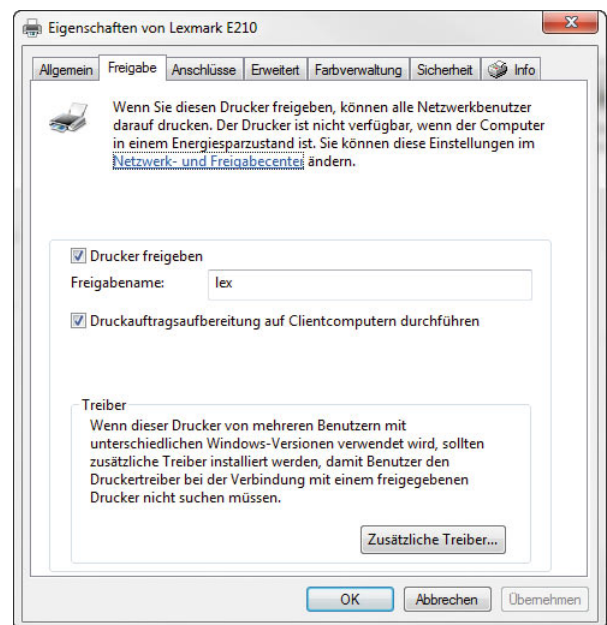 Eigenschaften von Lexmark E210
Allgemein Freigabe Anschlüsse Erweitert Farbverwaltung Sicherheit Info
Wenn Sie diesen Drucker freigeben, können alle Netzwerkbenutzer
darauf drucken. Der Drucker ist nicht verfügbar, wenn der Computer
in einem Energiesparzustand ist. Sie können diese Einstellungen im
Netzwerk- und Freigabecenter ändern.
Drucker freigeben
Freigabename: lex
Druckauftragsaufbereitung auf Clientcomputern durchführen
Treiber
Wenn dieser Drucker von mehreren Benutzern mit
unterschiedlichen Windows-Versionen verwendet wird, sollten
zusätzliche Treiber installiert werden, damit Benutzer den
Druckertreiber bei der Verbindung mit einem freigegebenen
Drucker nicht suchen müssen.
Zusätzliche Treiber...
OK Abbrechen Übernehmen